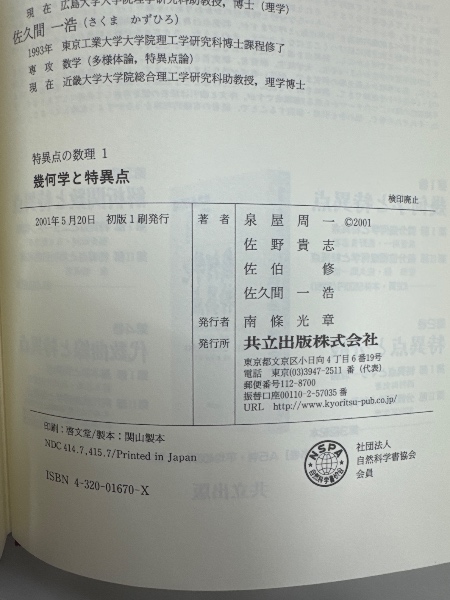 現 在 広島大学大学院理学研究科助教授,博士(理学)
佐久間 一浩(さくま かずひろ)
1993年 東京工業大学大学院理工学研究科博士課程修了
専 攻 数学(多様体論,特異点論)
現 在 近畿大学大学院総合理工学研究科助教授,理学博士
特異点の数理 1
幾何学と特異点
検印廃止
2001年5月20日 初版1刷発行
著 者 泉 屋 周 一 ©2001
佐 野 貴 志
佐 伯 修
佐久間 一 浩
発行者 南 條 光 章
発行所 共立出版株式会社
東京都文京区小日向4丁目6番19号
電話 東京(03)3947-2511番(代表)
郵便番号112-8700
振替口座00110-2-57035番
URL http://www.kyoritsu-pub.co.jp/
印刷:啓文堂/製本:関山製本
NDC 414.7,415.7/Printed in Japan
ISBN 4-320-01670-X
NSPA
自然科学書協会
社団法人
自然科学書協会
会員